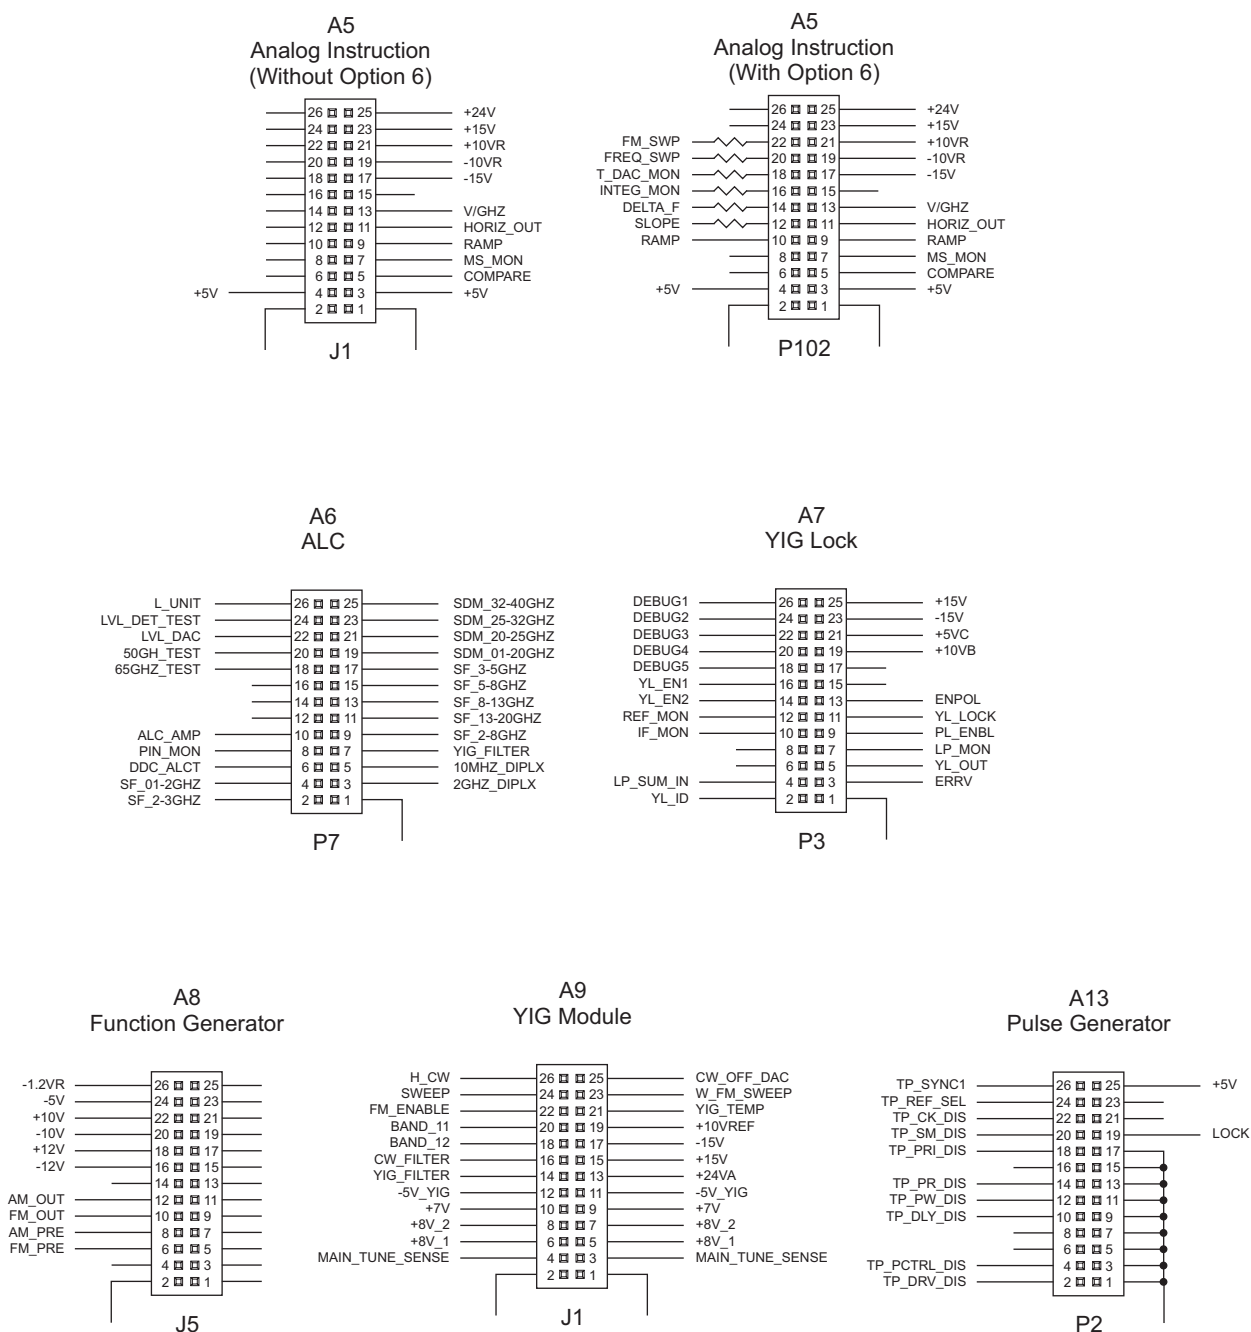 A5
Analog Instruction
(Without Option 6)
26 25 +24V
24 23 +15V
22 21 +10VR
20 19 -10VR
18 17 -15V
16 15
14 13 V/GHZ
12 11 HORIZ_OUT
10 9 RAMP
8 7 MS_MON
6 5 COMPARE
+5V 4 3 +5V
2 1
J1
A5
Analog Instruction
(With Option 6)
26 25 +24V
24 23 +15V
FM_SWP 22 21 +10VR
FREQ_SWP 20 19 -10VR
T_DAC_MON 18 17 -15V
INTEG_MON 16 15
DELTA_F 14 13 V/GHZ
SLOPE 12 11 HORIZ_OUT
RAMP 10 9 RAMP
8 7 MS_MON
6 5 COMPARE
+5V 4 3 +5V
2 1
P102
A6
ALC
L_UNIT 26 25 SDM_32-40GHZ
LVL_DET_TEST 24 23 SDM_25-32GHZ
LVL_DAC 22 21 SDM_20-25GHZ
50GH_TEST 20 19 SDM_01-20GHZ
65GHZ_TEST 18 17 SF_3-5GHZ
16 15 SF_5-8GHZ
14 13 SF_8-13GHZ
12 11 SF_13-20GHZ
ALC_AMP 10 9 SF_2-8GHZ
PIN_MON 8 7 YIG_FILTER
DDC_ALCT 6 5 10MHZ_DIPLX
SF_01-2GHZ 4 3 2GHZ_DIPLX
SF_2-3GHZ 2 1
P7
A7
YIG Lock
DEBUG1 26 25 +15V
DEBUG2 24 23 -15V
DEBUG3 22 21 +5VC
DEBUG4 20 19 +10VB
DEBUG5 18 17
YL_EN1 16 15
YL_EN2 14 13 ENPOL
REF_MON 12 11 YL_LOCK
IF_MON 10 9 PL_ENBL
8 7 LP_MON
6 5 YL_OUT
LP_SUM_IN 4 3 ERRV
YL_ID 2 1
P3
A8
Function Generator
-1.2VR 26 25
-5V 24 23
+10V 22 21
-10V 20 19
+12V 18 17
-12V 16 15
14 13
AM_OUT 12 11
FM_OUT 10 9
AM_PRE 8 7
FM_PRE 6 5
4 3
2 1
J5
A9
YIG Module
H_CW 26 25 CW_OFF_DAC
SWEEP 24 23 W_FM_SWEEP
FM_ENABLE 22 21 YIG_TEMP
BAND_11 20 19 +10VREF
BAND_12 18 17 -15V
CW_FILTER 16 15 +15V
YIG_FILTER 14 13 +24VA
-5V_YIG 12 11 -5V_YIG
+7V 10 9 +7V
+8V_2 8 7 +8V_2
+8V_1 6 5 +8V_1
MAIN_TUNE_SENSE 4 3 MAIN_TUNE_SENSE
2 1
J1
A13
Pulse Generator
TP_SYNC1 26 25 +5V
TP_REF_SEL 24 23
TP_CK_DIS 22 21
TP_SM_DIS 20 19 LOCK
TP_PRI_DIS 18 17
16 15
TP_PR_DIS 14 13
TP_PW_DIS 12 11
TP_DLY_DIS 10 9
8 7
6 5
TP_PCTRL_DIS 4 3
TP_DRV_DIS 2 1
P2